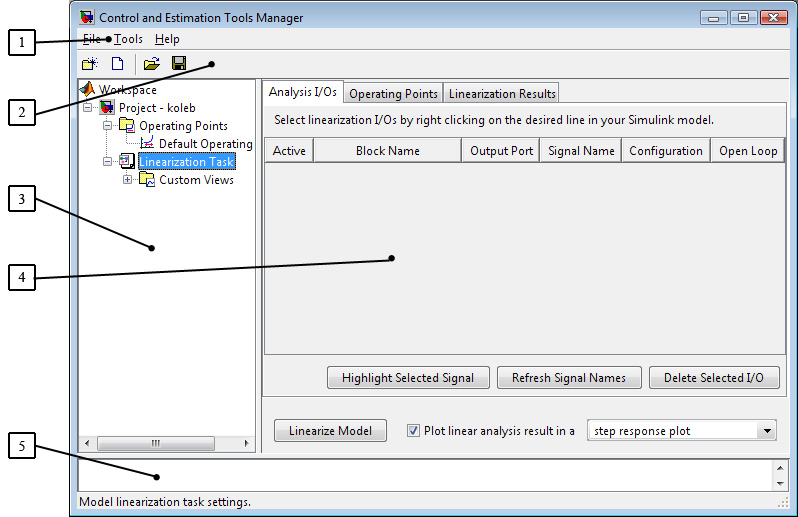 Control and Estimation Tools Manager
1
File Tools Help
2
Workspace
Project - koleb
Operating Points
Default Operating
Linearization Task
Custom Views
3
4
5
Analysis I/Os Operating Points Linearization Results
Select linearization I/Os by right clicking on the desired line in your Simulink model.
Active Block Name Output Port Signal Name Configuration Open Loop
Highlight Selected Signal Refresh Signal Names Delete Selected I/O
Linearize Model Plot linear analysis result in a step response plot
Model linearization task settings.